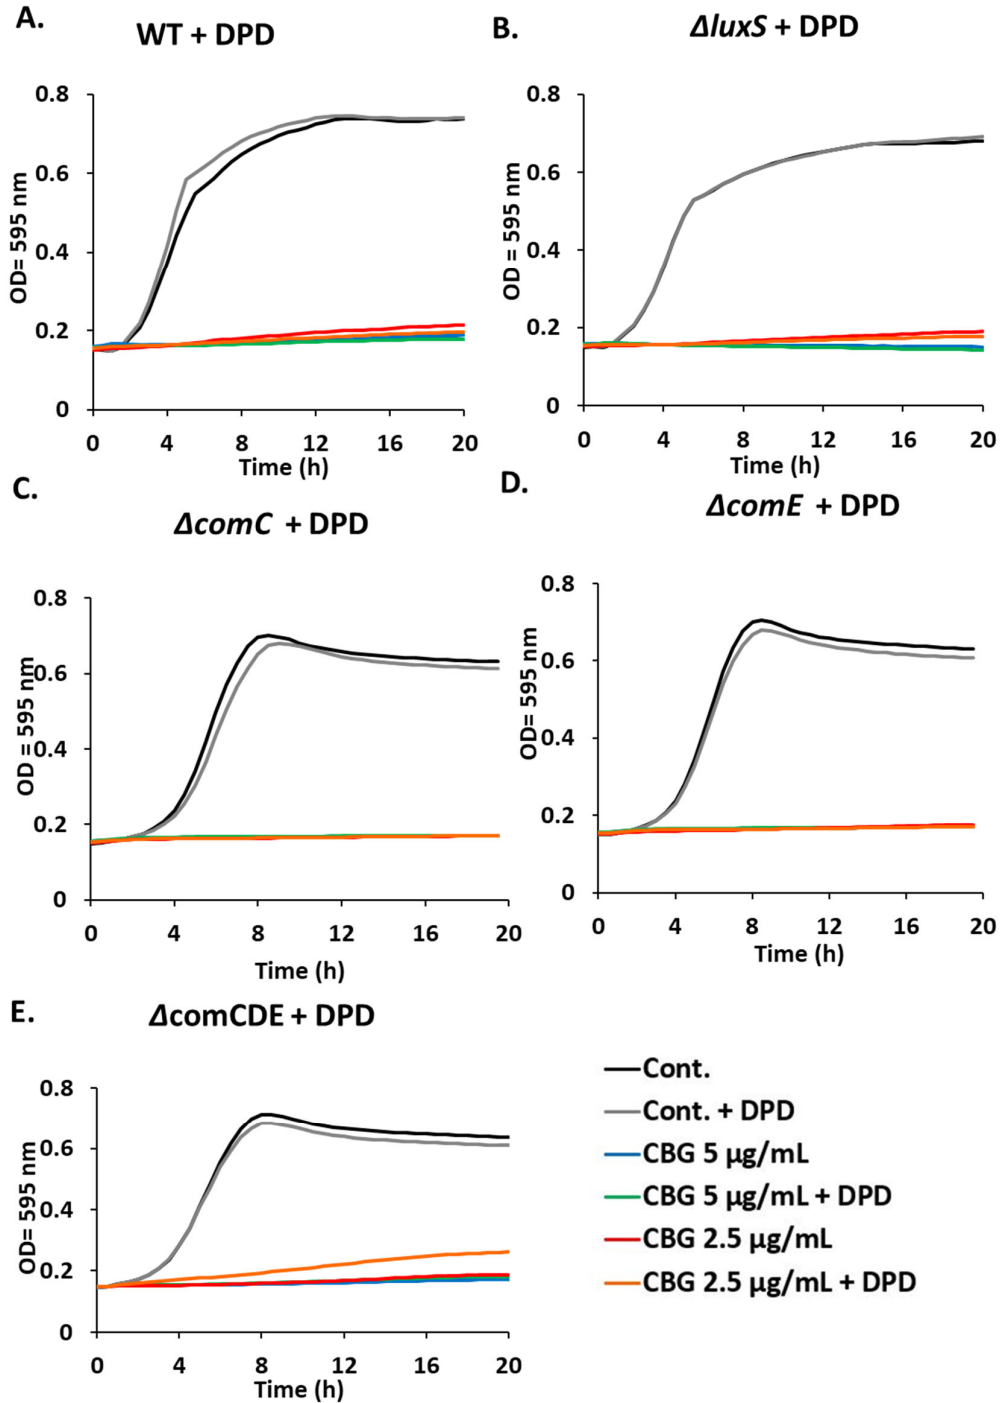 A.
WT + DPD
0.8
0.6
0.4
0.2
0
OD= 595 nm
0 4 8 12 16 20
Time (h)
B.
ΔluxS + DPD
0.8
0.6
0.4
0.2
0
OD = 595 nm
0 4 8 12 16 20
Time (h)
C.
ΔcomC + DPD
0.8
0.6
0.4
0.2
0
OD = 595 nm
0 4 8 12 16 20
Time (h)
D.
ΔcomE + DPD
0.8
0.6
0.4
0.2
0
OD= 595 nm
0 4 8 12 16 20
Time (h)
E.
ΔcomCDE + DPD
0.8
0.6
0.4
0.2
0
OD= 595 nm
0 4 8 12 16 20
Time (h)
Cont.
Cont. + DPD
CBG 5 µg/mL
CBG 5 µg/mL + DPD
CBG 2.5 µg/mL
CBG 2.5 µg/mL + DPD